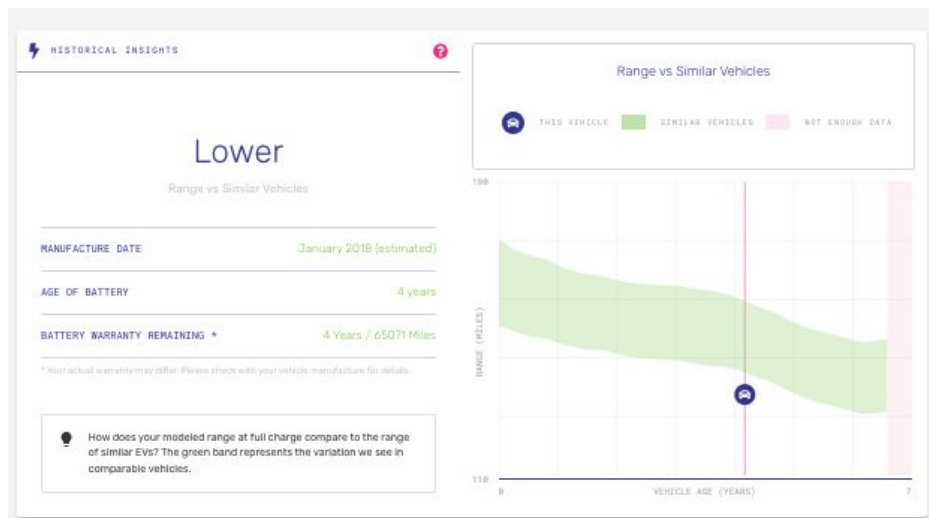 HISTORICAL INSIGHTS
?
Lower
Range vs Similar Vehicles
MANUFACTURE DATE January 2018 (estimated)
AGE OF BATTERY 4 years
BATTERY WARRANTY REMAINING * 4 Years / 65071 Miles
* Your actual warranty may differ. Please check with your vehicle manufacture for details.
How does your modeled range at full charge compare to the range
of similar EVs? The green band represents the variation we see in
comparable vehicles.
Range vs Similar Vehicles
THIS VEHICLE SIMILAR VEHICLES NOT ENOUGH DATA
190
RANGE (MILES)
110
0 VEHICLE AGE (YEARS) 7